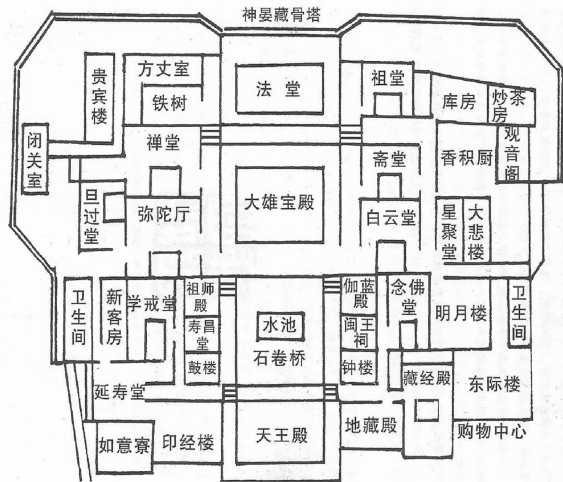 神晏藏骨塔
贵宾楼
方丈室
铁树
法堂
祖堂
库房
炒茶房
闭关室
禅堂
斋堂
香积厨
观音阁
旦过堂
弥陀厅
大雄宝殿
白云堂
星聚堂
大悲楼
卫生间
新客房
学戒堂
祖师殿
寿昌堂
鼓楼
水池
石卷桥
伽蓝殿
闽王祠
钟楼
念佛堂
明月楼
卫生间
延寿堂
藏经殿
东际楼
如意寮
印经楼
天王殿
地藏殿
购物中心